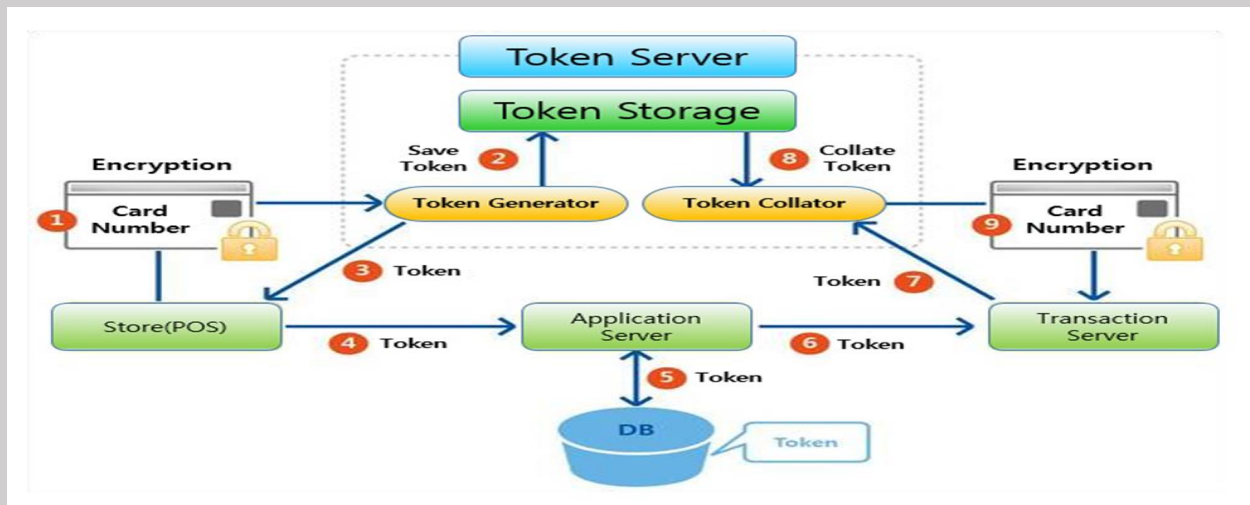 Token Server
Token Storage
Save
Token
2
8
Collate
Token
Encryption
Encryption
Token Generator
Token Collator
1
Card
Number
9
Card
Number
3
Token
Token
7
Store(POS)
Application
Server
Transaction
Server
4
Token
6
Token
5
Token
DB
Token